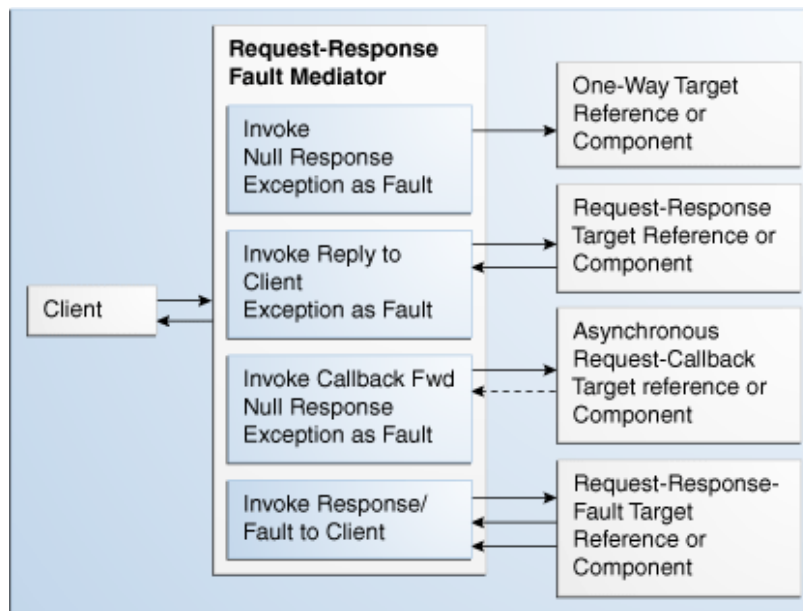 Request-Response
Fault Mediator
Invoke
Null Response
Exception as Fault
One-Way Target
Reference or
Component
Invoke Reply to
Client
Exception as Fault
Request-Response
Target Reference or
Component
Client
Invoke Callback Fwd
Null Response
Exception as Fault
Asynchronous
Request-Callback
Target reference or
Component
Invoke Response/
Fault to Client
Request-Response-
Fault Target
Reference or
Component